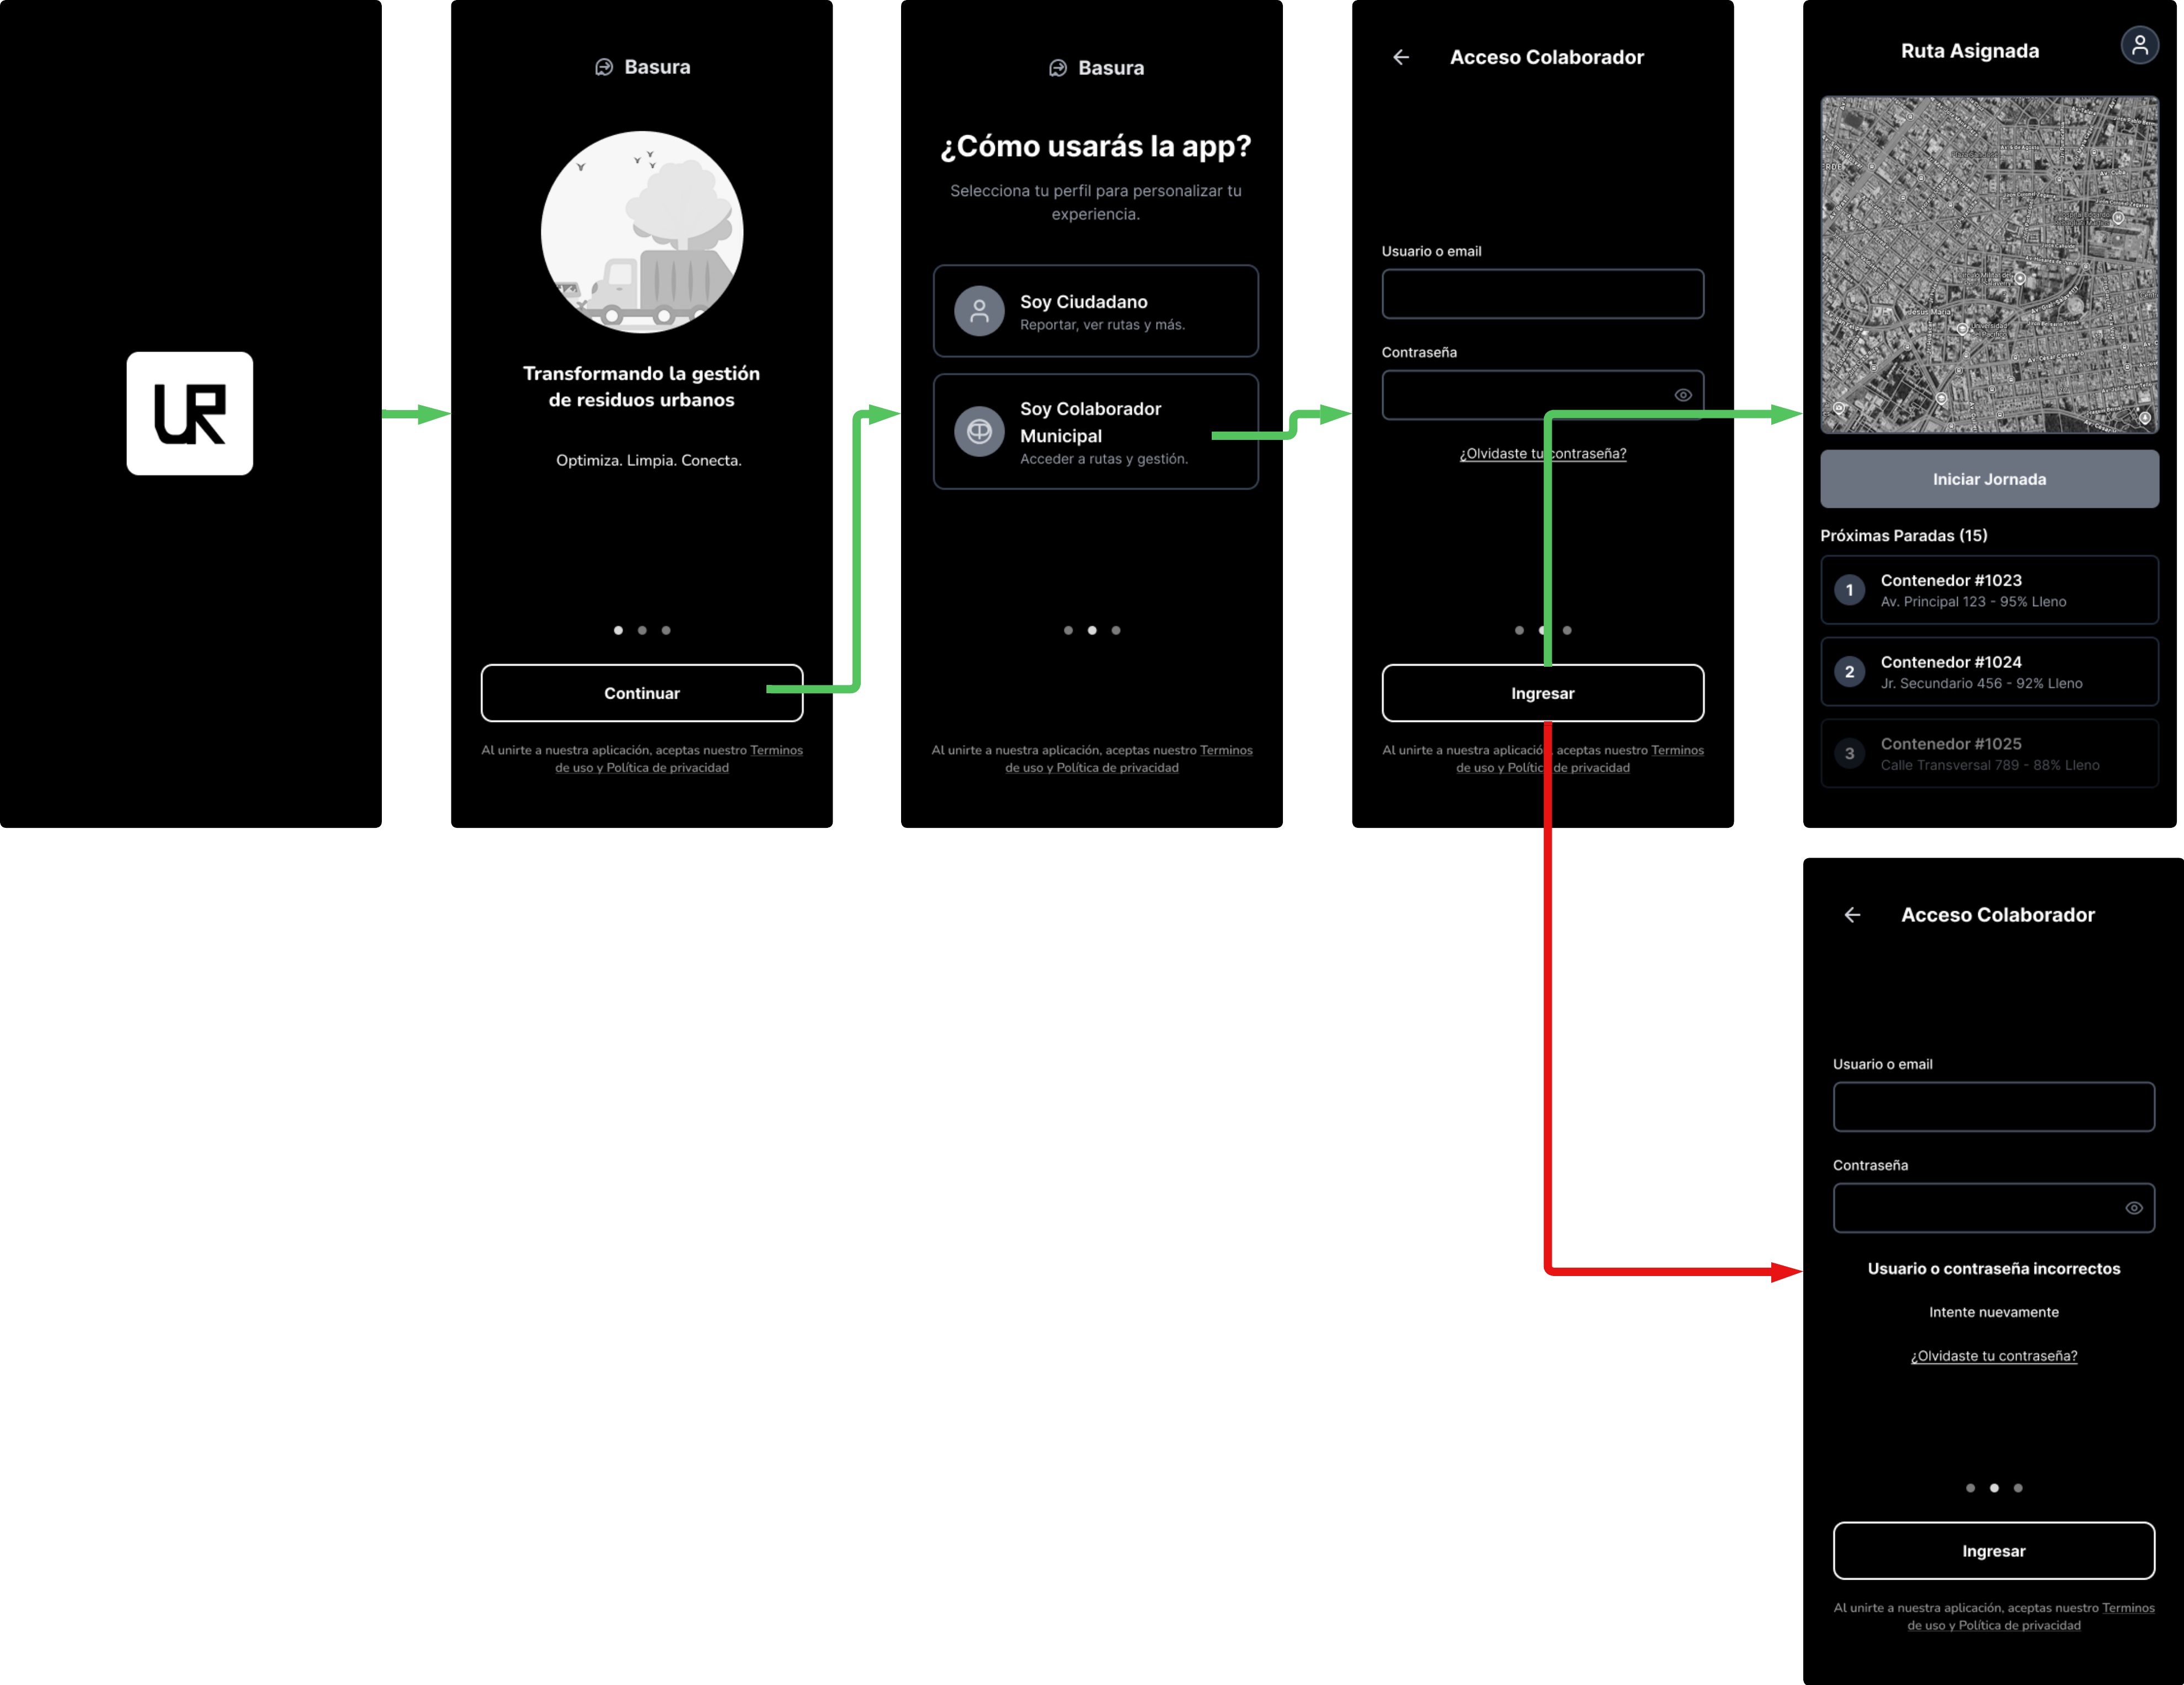 UR
Basura
Transformando la gestión
de residuos urbanos
Optimiza. Limpia. Conecta.
Continuar
Al unirte a nuestra aplicación, aceptas nuestro Terminos
de uso y Política de privacidad
Basura
¿Cómo usarás la app?
Selecciona tu perfil para personalizar tu
experiencia.
Soy Ciudadano
Reportar, ver rutas y más.
Soy Colaborador
Municipal
Acceder a rutas y gestión.
Al unirte a nuestra aplicación, aceptas nuestro Terminos
de uso y Política de privacidad
Acceso Colaborador
Usuario o email
Contraseña
¿Olvidaste tu contraseña?
Ingresar
Al unirte a nuestra aplicación, aceptas nuestro Terminos
de uso y Política de privacidad
Ruta Asignada
Jesús María
Iniciar Jornada
Próximas Paradas (15)
1
Contenedor #1023
Av. Principal 123 - 95% Lleno
2
Contenedor #1024
Jr. Secundario 456 - 92% Lleno
3
Contenedor #1025
Calle Transversal 789 - 88% Lleno
Acceso Colaborador
Usuario o email
Contraseña
Usuario o contraseña incorrectos
Intente nuevamente
¿Olvidaste tu contraseña?
Ingresar
Al unirte a nuestra aplicación, aceptas nuestro Terminos
de uso y Política de privacidad